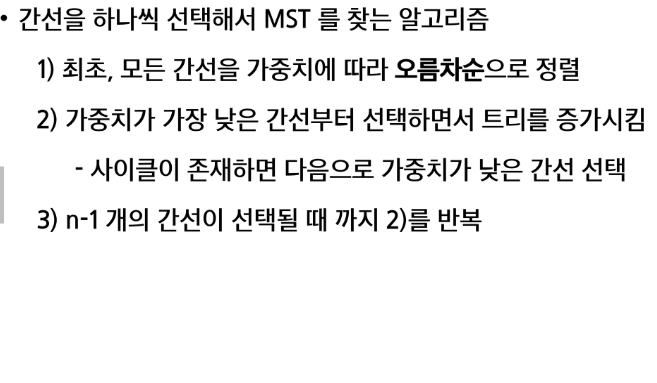 • 간선을 하나씩 선택해서 MST 를 찾는 알고리즘
1) 최초, 모든 간선을 가중치에 따라 오름차순으로 정렬
2) 가중치가 가장 낮은 간선부터 선택하면서 트리를 증가시킴
- 사이클이 존재하면 다음으로 가중치가 낮은 간선 선택
3) n-1 개의 간선이 선택될 때 까지 2)를 반복